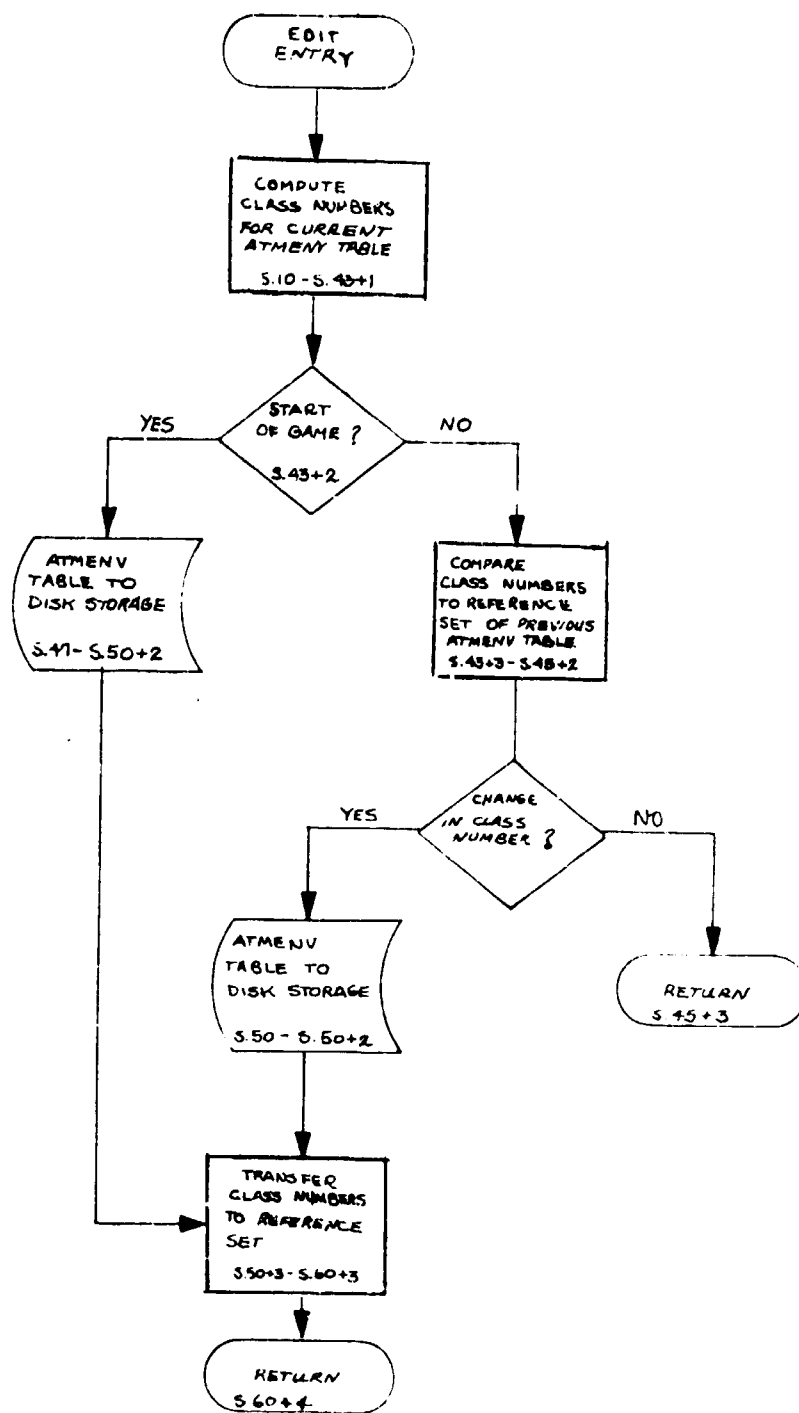 EDIT
ENTRY
COMPUTE
CLASS NUMBERS
FOR CURRENT
ATMENV TABLE
S.10 - S.43+1
START
OF GAME?
S.43+2
YES
NO
ATMENV
TABLE TO
DISK STORAGE
S.47 - S.50+2
COMPARE
CLASS NUMBERS
TO REFERENCE
SET OF PREVIOUS
ATMENV TABLE
S.43+3 - S.45+2
CHANGE
IN CLASS
NUMBER?
YES
NO
ATMENV
TABLE TO
DISK STORAGE
S.50 - S.50+2
RETURN
S.45+3
TRANSFER
CLASS NUMBERS
TO REFERENCE
SET
S.50+3 - S.60+3
RETURN
S.60+4